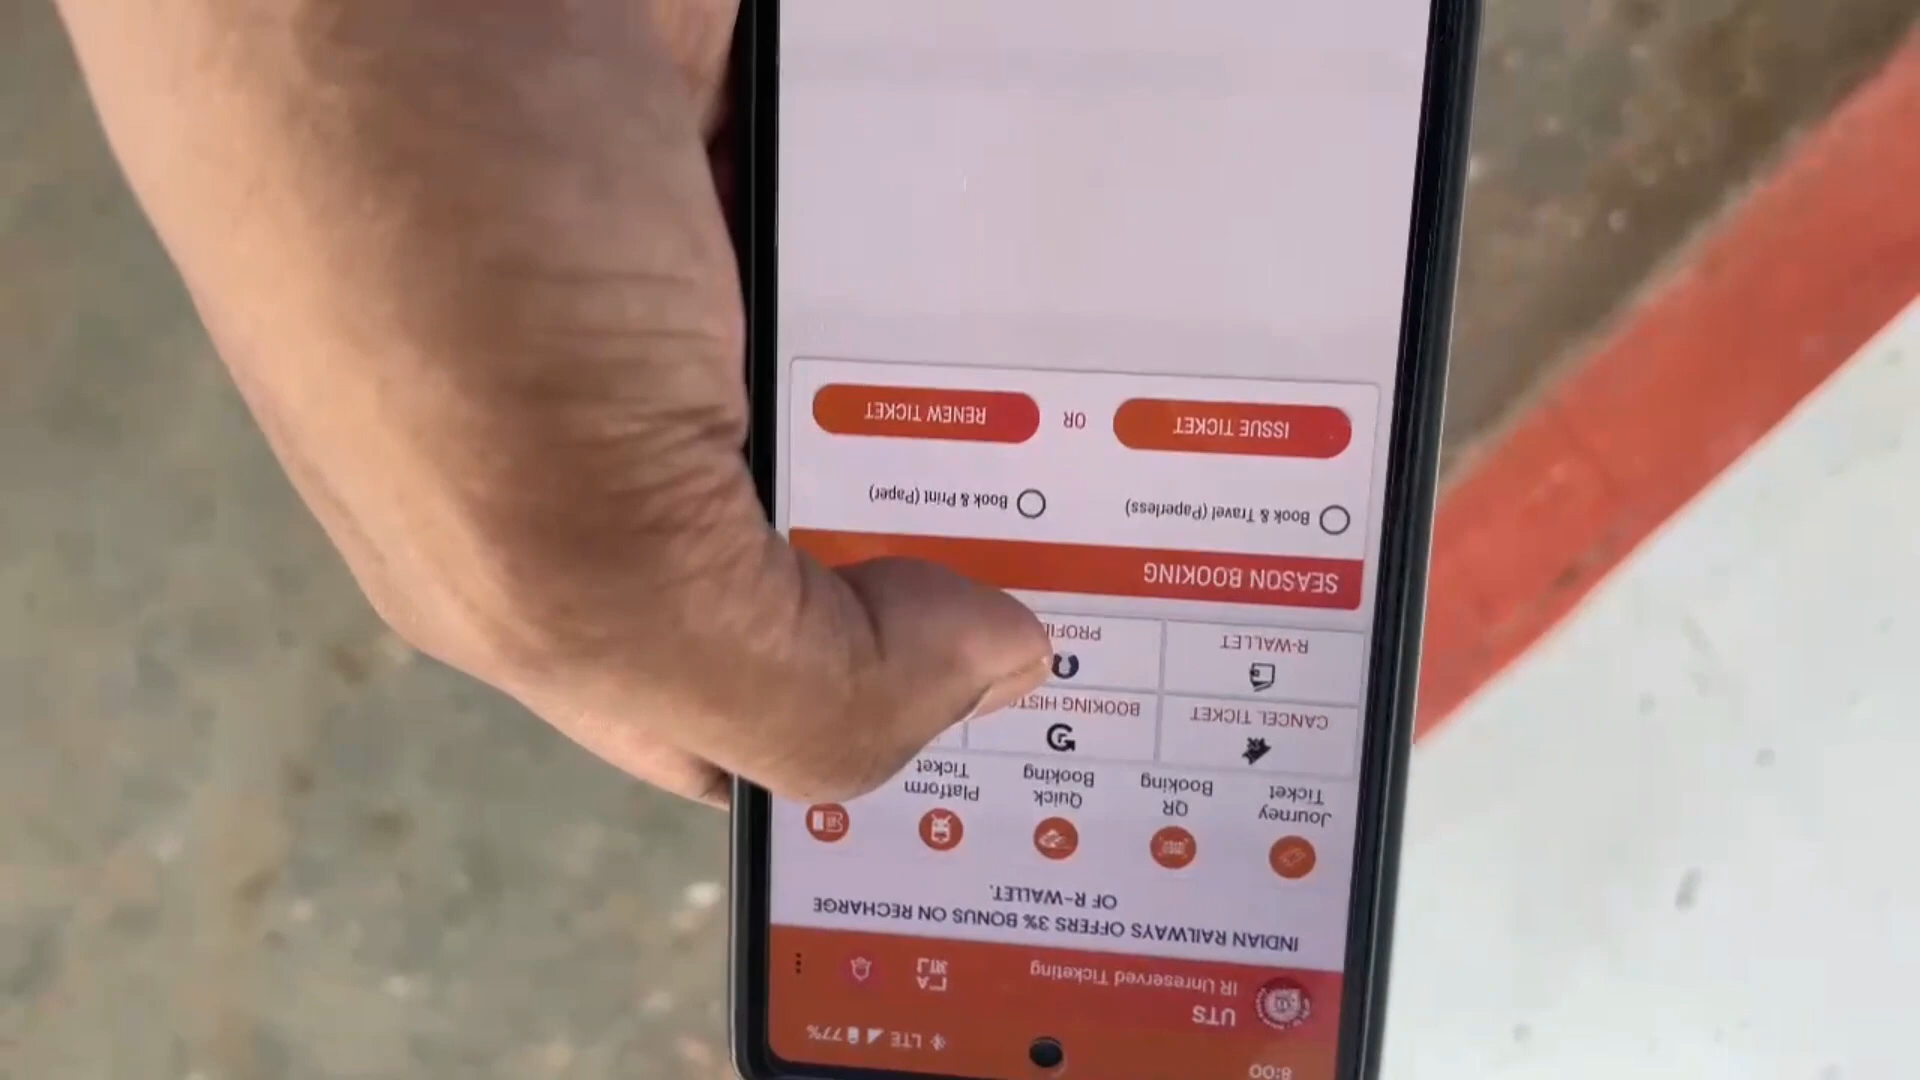 8:00
LTE 77%
UTS
IR Unreserved Ticketing
A
अ
INDIAN RAILWAYS OFFERS 3% BONUS ON RECHARGE
OF R-WALLET.
Journey
Ticket
QR
Booking
Quick
Booking
Platform
Ticket
CANCEL TICKET
BOOKING HISTO
R-WALLET
PROFIL
SEASON BOOKING
Book & Travel (Paperless)
Book & Print (Paper)
ISSUE TICKET
OR
RENEW TICKET